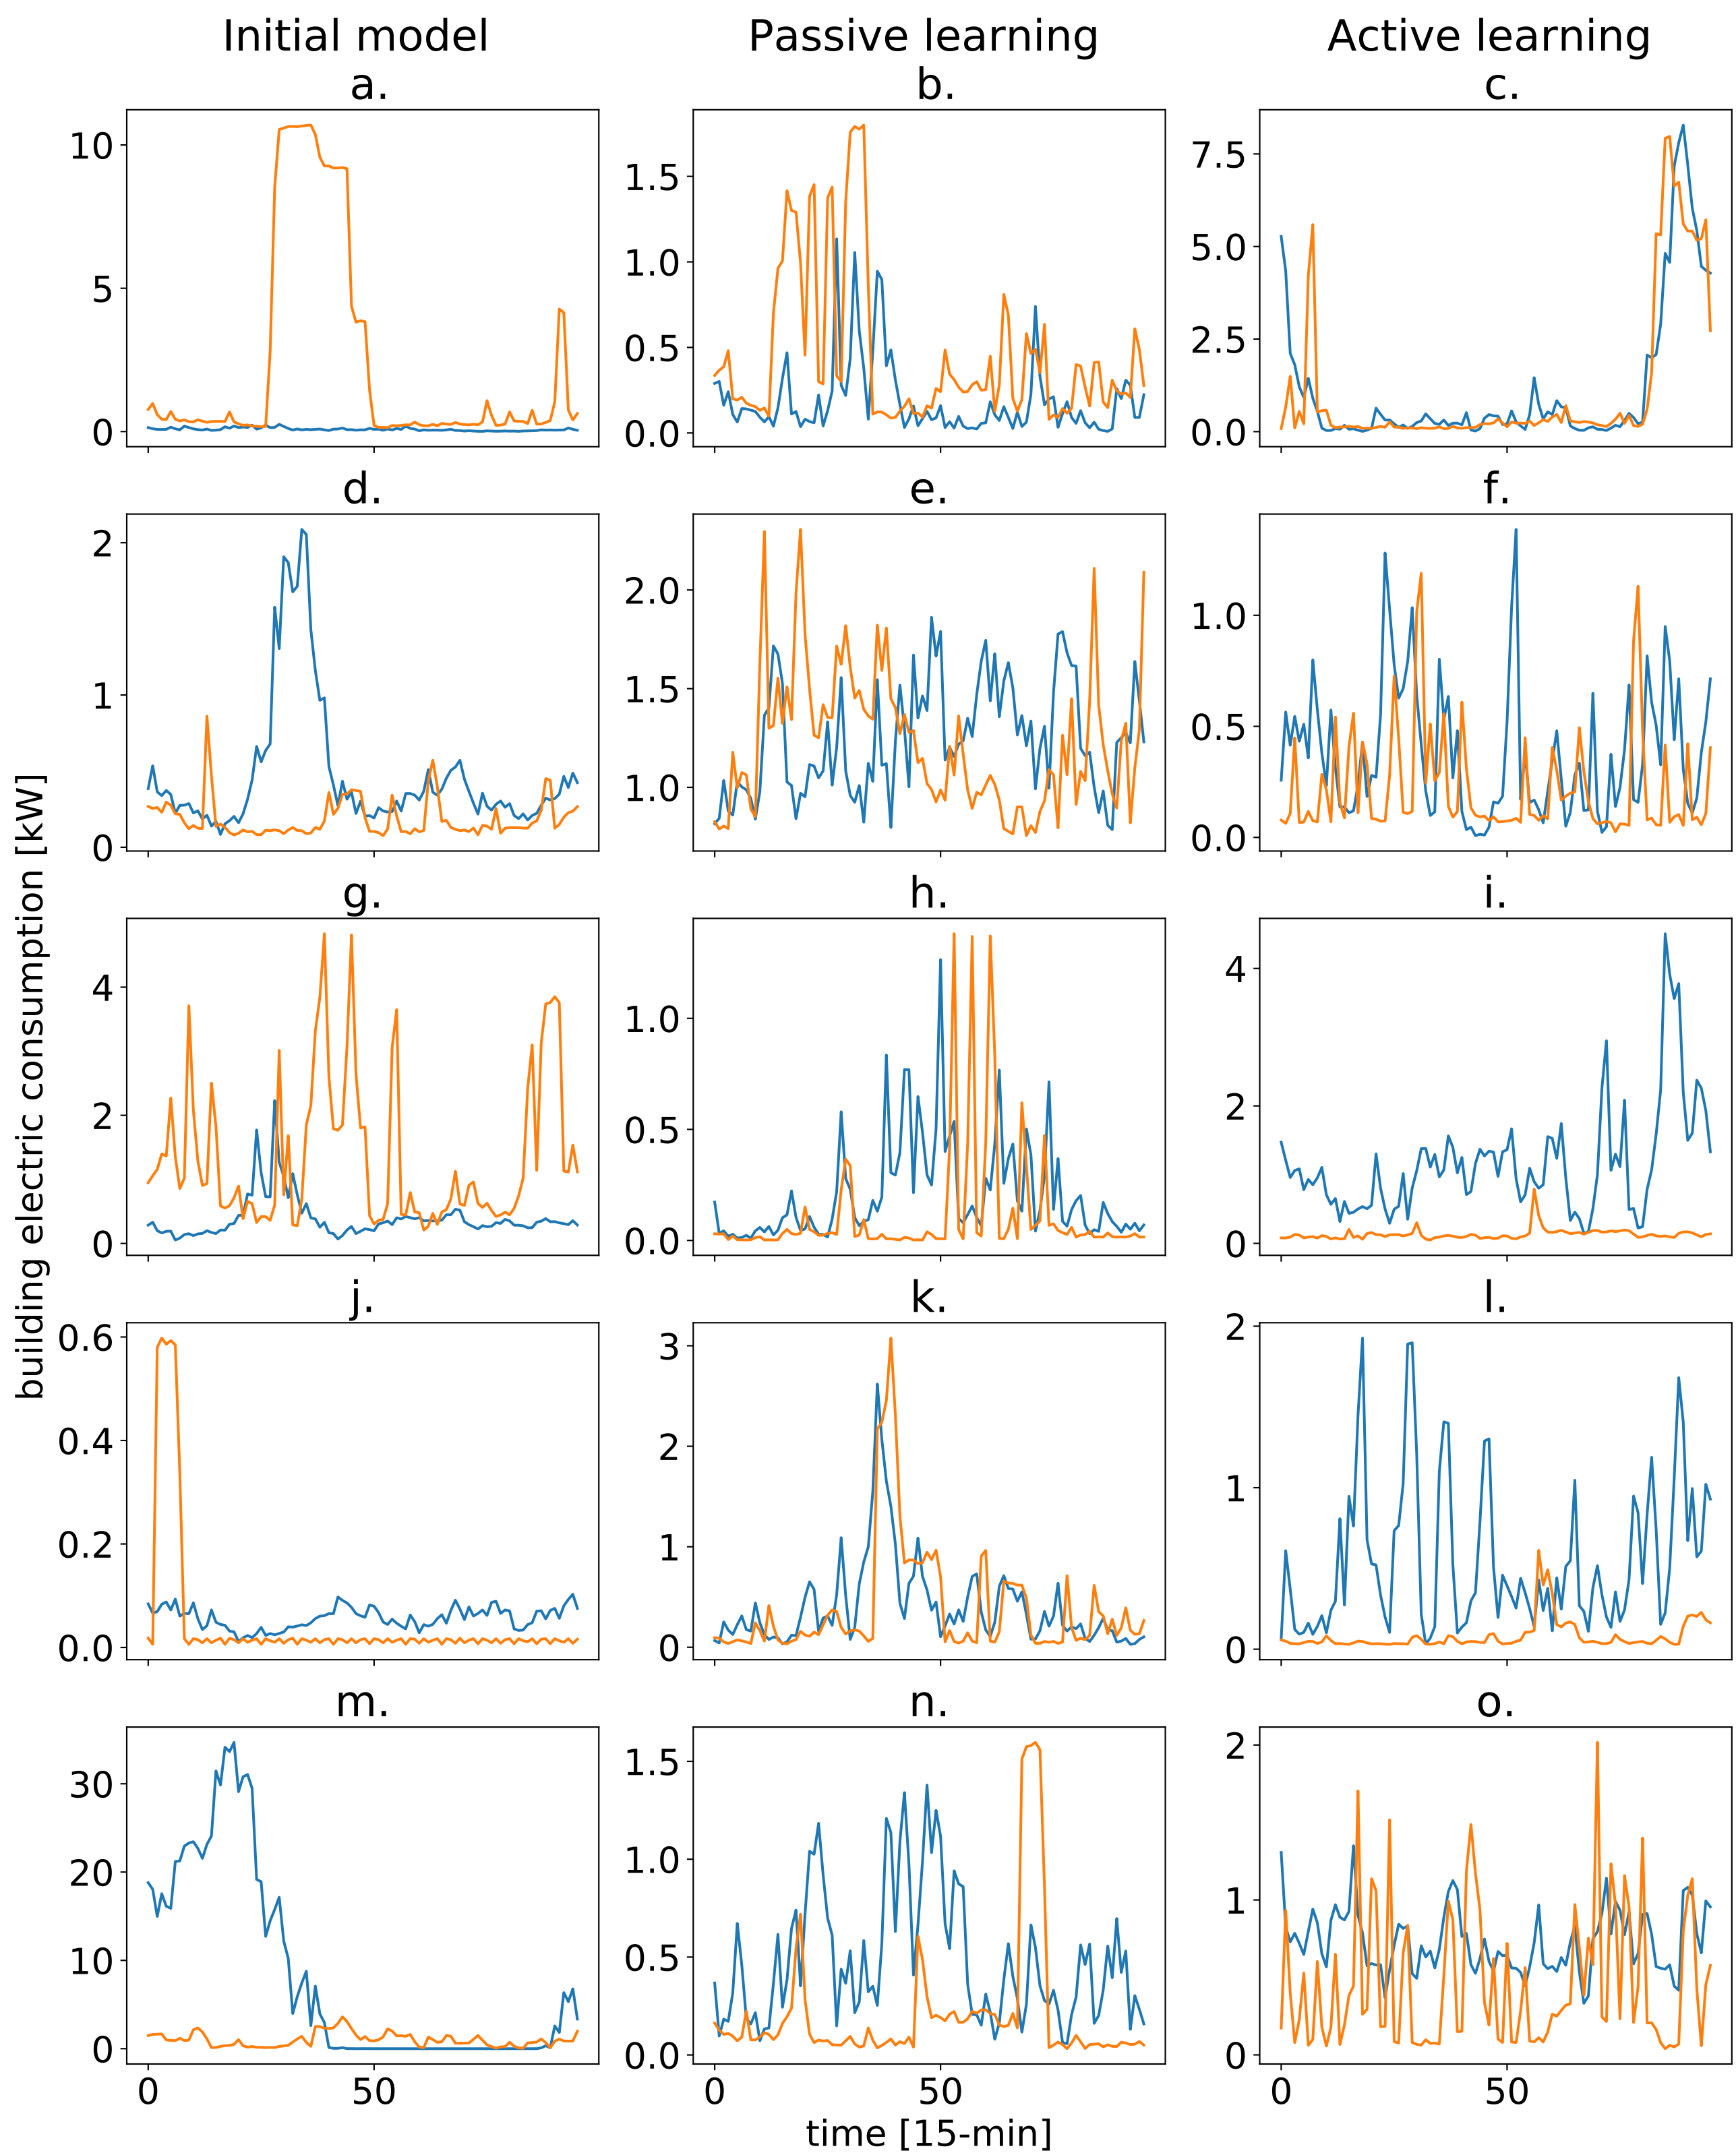 Initial model
Passive learning
Active learning
a.
b.
c.
10
5
0
1.5
1.0
0.5
0.0
7.5
5.0
2.5
0.0
d.
e.
f.
2
1
0
2.0
1.5
1.0
1.0
0.5
0.0
building electric consumption [kW]
g.
h.
i.
4
2
0
1.0
0.5
0.0
4
2
0
j.
k.
l.
0.6
0.4
0.2
0.0
3
2
1
0
2
1
0
m.
n.
o.
30
20
10
0
1.5
1.0
0.5
0.0
2
1
0
0
50
0
50
0
50
time [15-min]